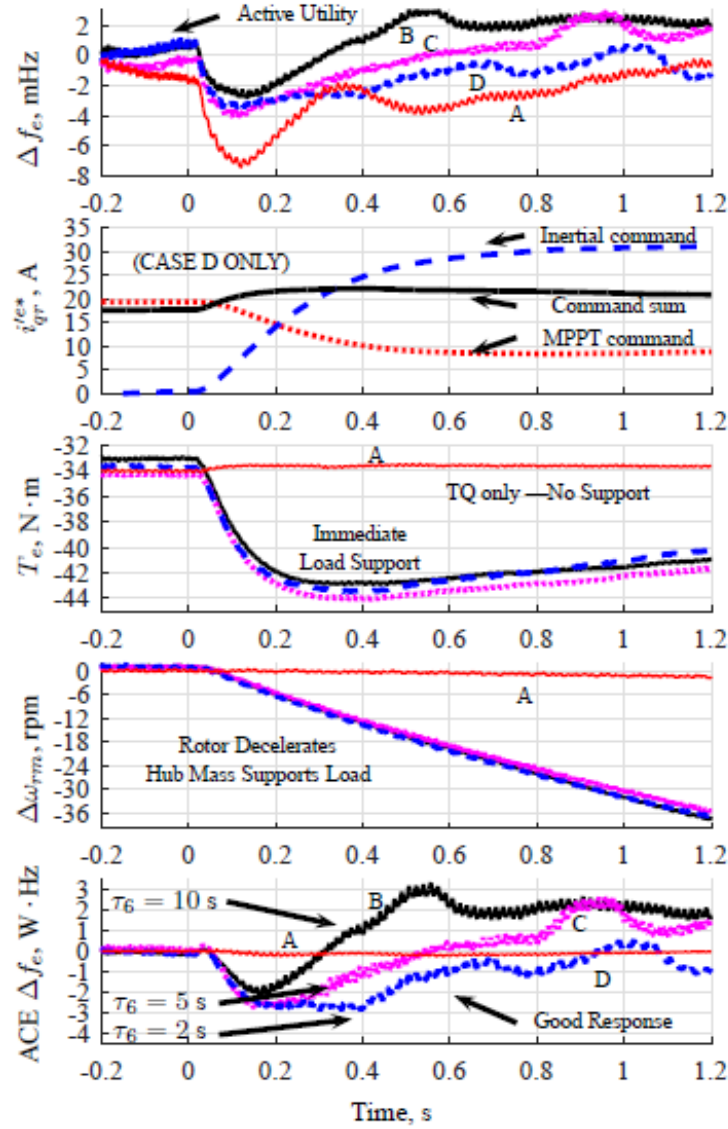 Active Utility
B
C
D
A
Δ f_e, mHz
2
0
-2
-4
-6
-8
-0.2 0 0.2 0.4 0.6 0.8 1 1.2
Inertial command
(CASE D ONLY)
Command sum
MPPT command
i'^{e*}_{qr}, A
35
30
25
20
15
10
5
0
-0.2 0 0.2 0.4 0.6 0.8 1 1.2
A
TQ only —No Support
Immediate
Load Support
T_e, N·m
-32
-34
-36
-38
-40
-42
-44
-0.2 0 0.2 0.4 0.6 0.8 1 1.2
A
Rotor Decelerates
Hub Mass Supports Load
Δω_{rm}, rpm
0
-6
-12
-18
-24
-30
-36
-0.2 0 0.2 0.4 0.6 0.8 1 1.2
τ_6 = 10 s
B
A
C
D
τ_6 = 5 s
τ_6 = 2 s
Good Response
ACE Δ f_e, W·Hz
3
2
1
0
-1
-2
-3
-4
-0.2 0 0.2 0.4 0.6 0.8 1 1.2
Time, s